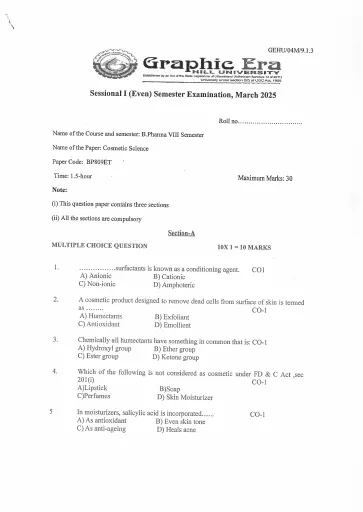 GEHU/04M/9.1.3
Graphic Era
HILL UNIVERSITY
Sessional I (Even) Semester Examination, March 2025
Roll no...............................
Name of the Course and semester: B.Pharma VIII Semester
Name of the Paper: Cosmetic Science
Paper Code: BP809ET
Time: 1.5-hour Maximum Marks: 30
Note:
(i) This question paper contains three sections
(ii) All the sections are compulsory
Section-A
MULTIPLE CHOICE QUESTION 10X 1 = 10 MARKS
1. ..................surfactants is known as a conditioning agent. CO1
A) Anionic B) Cationic
C) Non-ionic D) Amphoteric
2. A cosmetic product designed to remove dead cells from surface of skin is termed
as ........ CO-1
A) Humectants B) Exfoliant
C) Antioxidant D) Emollient
3. Chemically all humectants have something in common that is: CO-1
A) Hydroxyl group B) Ether group
C) Ester group D) Ketone group
4. Which of the following is not considered as cosmetic under FD & C Act ,sec
201(i) CO-1
A)Lipstick B)Soap
C)Perfumes D) Skin Moisturizer
5 In moisturizers, salicylic acid is incorporated...... CO-1
A) As antioxidant B) Even skin tone
C) As anti-ageing D) Heals acne